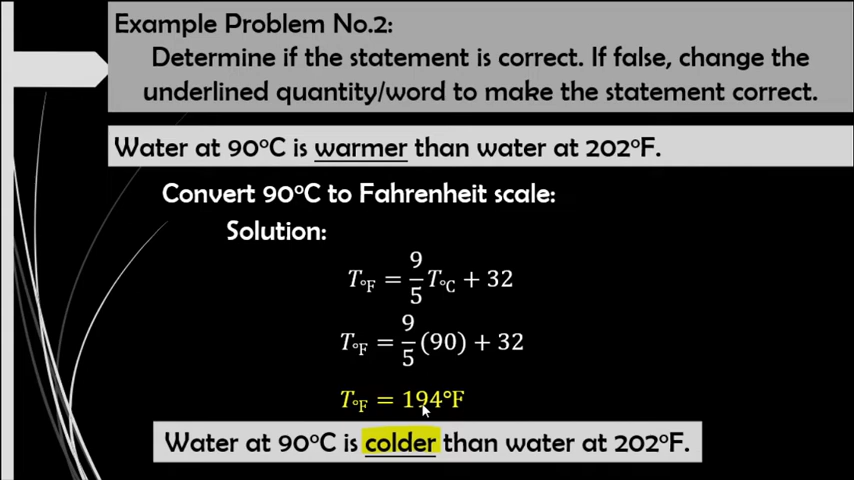 Example Problem No.2:
Determine if the statement is correct. If false, change the
underlined quantity/word to make the statement correct.
Water at 90°C is warmer than water at 202°F.
Convert 90°C to Fahrenheit scale:
Solution:
T°F = 9/5 T°C + 32
T°F = 9/5 (90) + 32
T°F = 194°F
Water at 90°C is colder than water at 202°F.